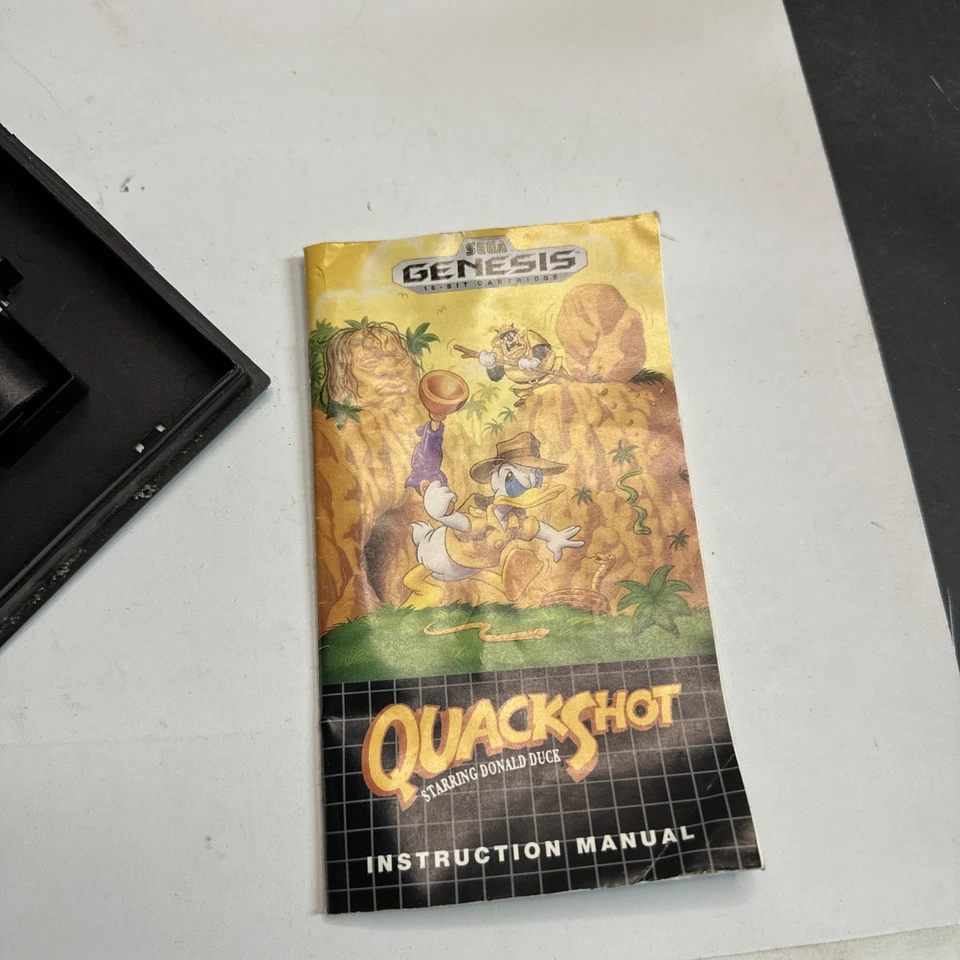 SEGA
GENESIS
16-BIT CARTRIDGE
QUACKSHOT
STARRING DONALD DUCK
INSTRUCTION MANUAL